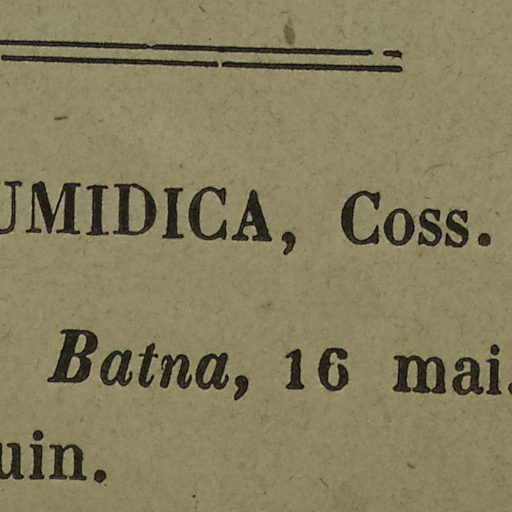 UMIDICA, Coss.
Batna, 16 mai.
uin.